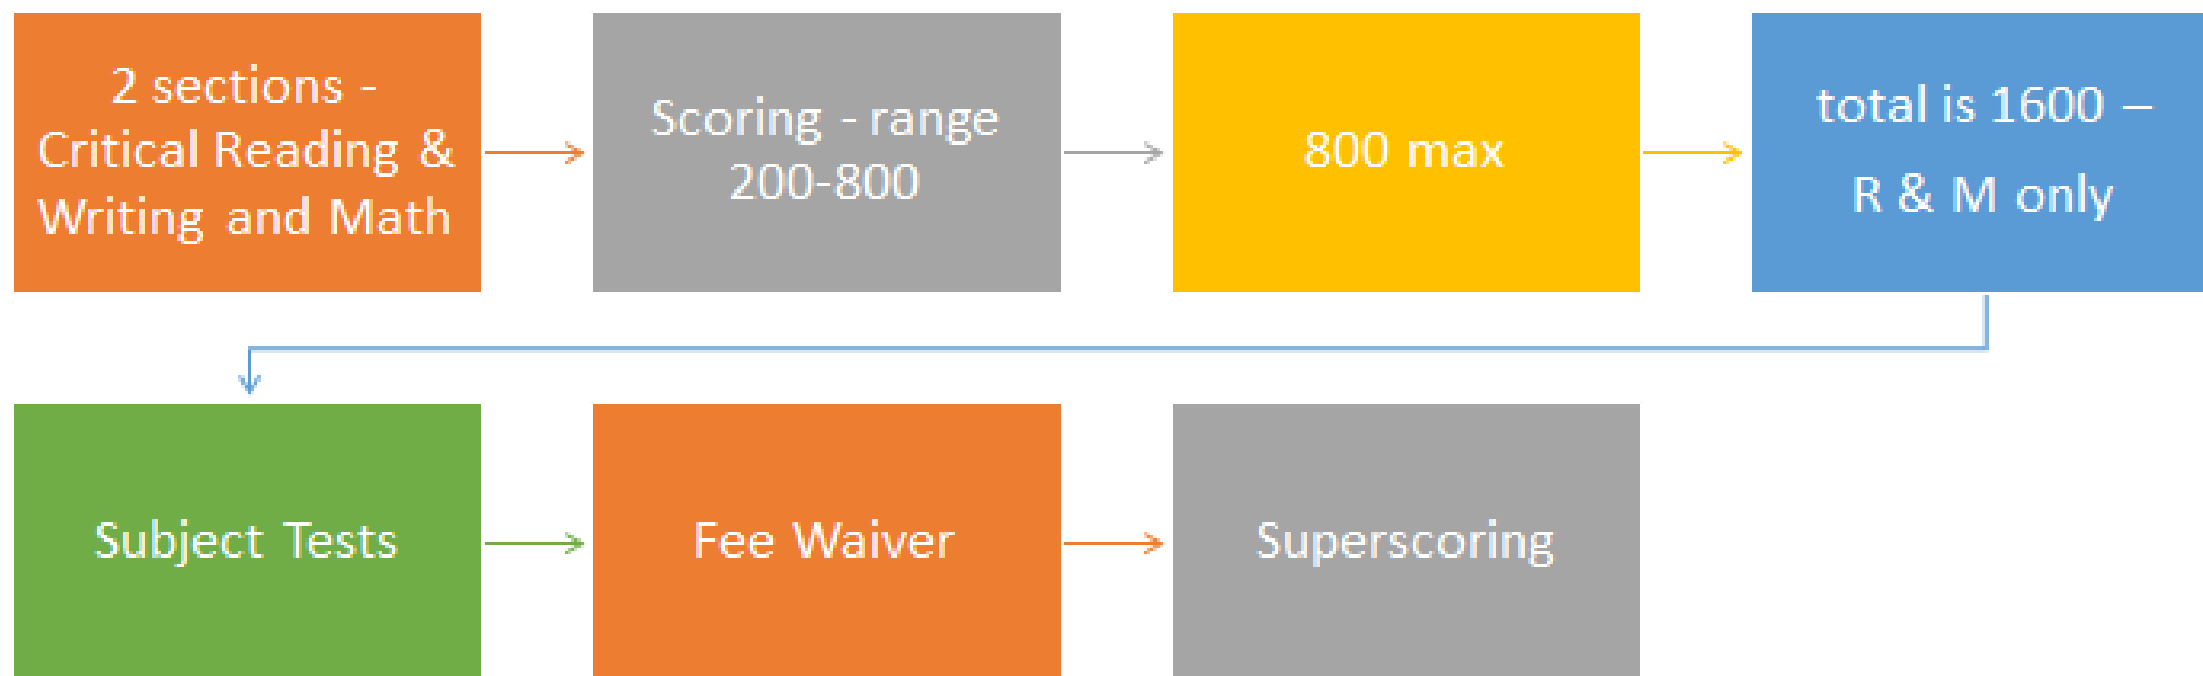 2 sections -
Critical Reading &
Writing and Math
Scoring - range
200-800
800 max
total is 1600 –
R & M only
Subject Tests
Fee Waiver
Superscoring